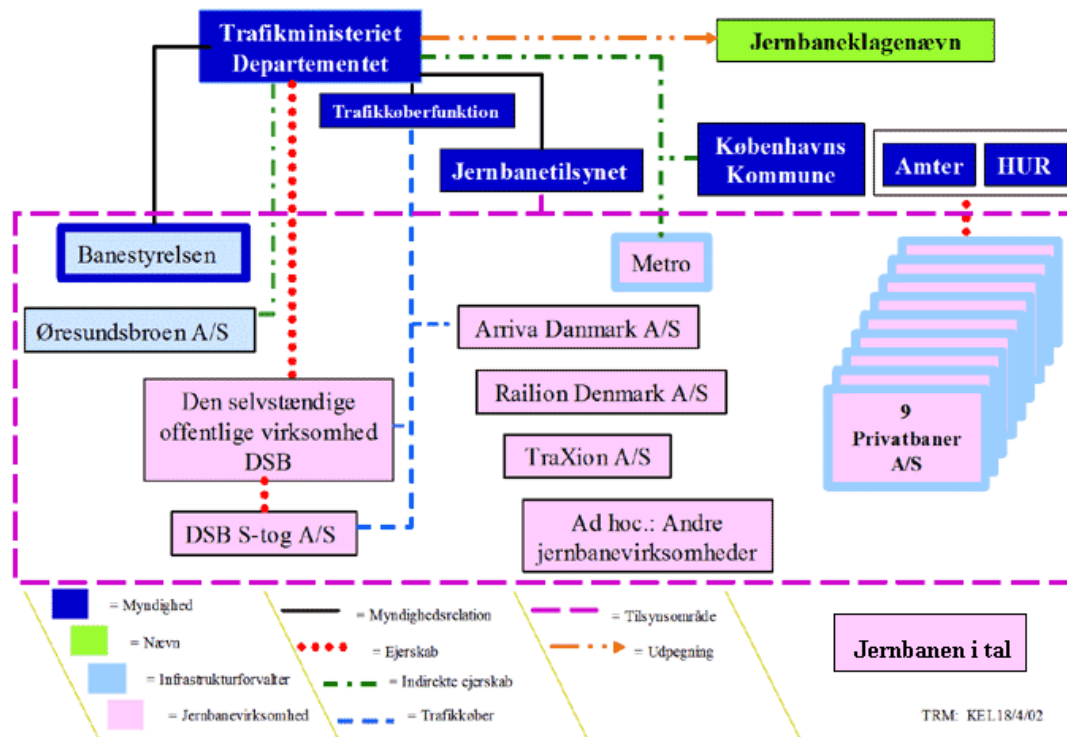 Trafikministeriet
Departementet
Jernbaneklagenævn
Trafikkøberfunktion
Jernbanetilsynet
Københavns
Kommune
Amter
HUR
Banestyrelsen
Metro
Øresundsbroen A/S
Arriva Danmark A/S
Den selvstændige
offentlige virksomhed
DSB
Railion Denmark A/S
9
Privatbaner
A/S
TraXion A/S
DSB S-tog A/S
Ad hoc.: Andre
jernbanevirksomheder
= Myndighed
= Nævn
= Infrastrukturforvalter
= Jernbanevirksomhed
= Myndighedsrelation
= Ejerskab
= Indirekte ejerskab
= Trafikkøber
= Tilsynsområde
= Udpegning
Jernbanen i tal
TRM: KEL18/4/02